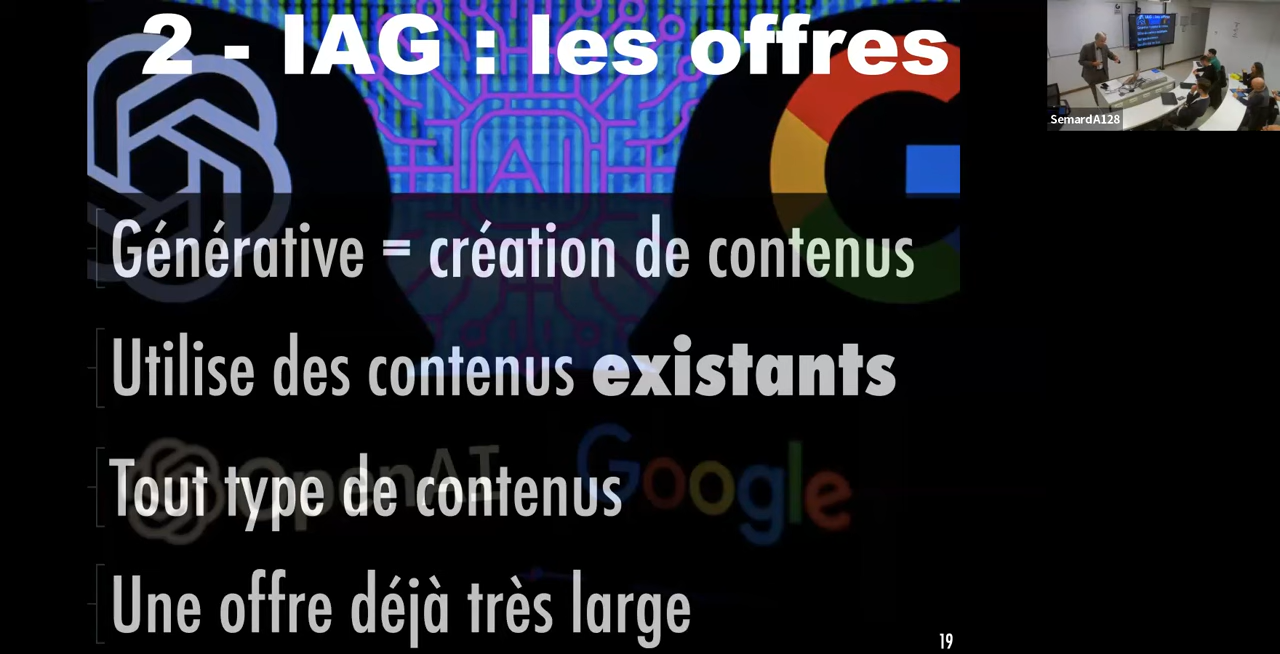 2 - IAG : les offres
SemardA128
AI
Générative = création de contenus
Utilise des contenus existants
OpenAI Google
Tout type de contenus
Une offre déjà très large
19